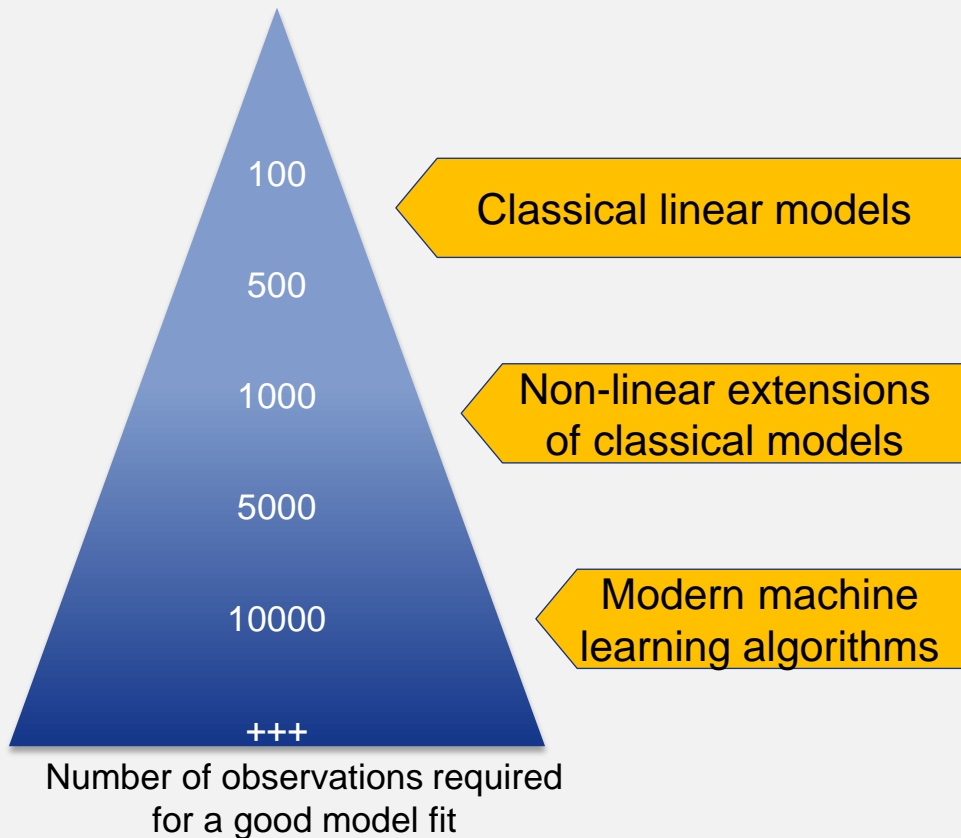 100
Classical linear models
500
1000
Non-linear extensions
of classical models
5000
10000
Modern machine
learning algorithms
+++
Number of observations required
for a good model fit